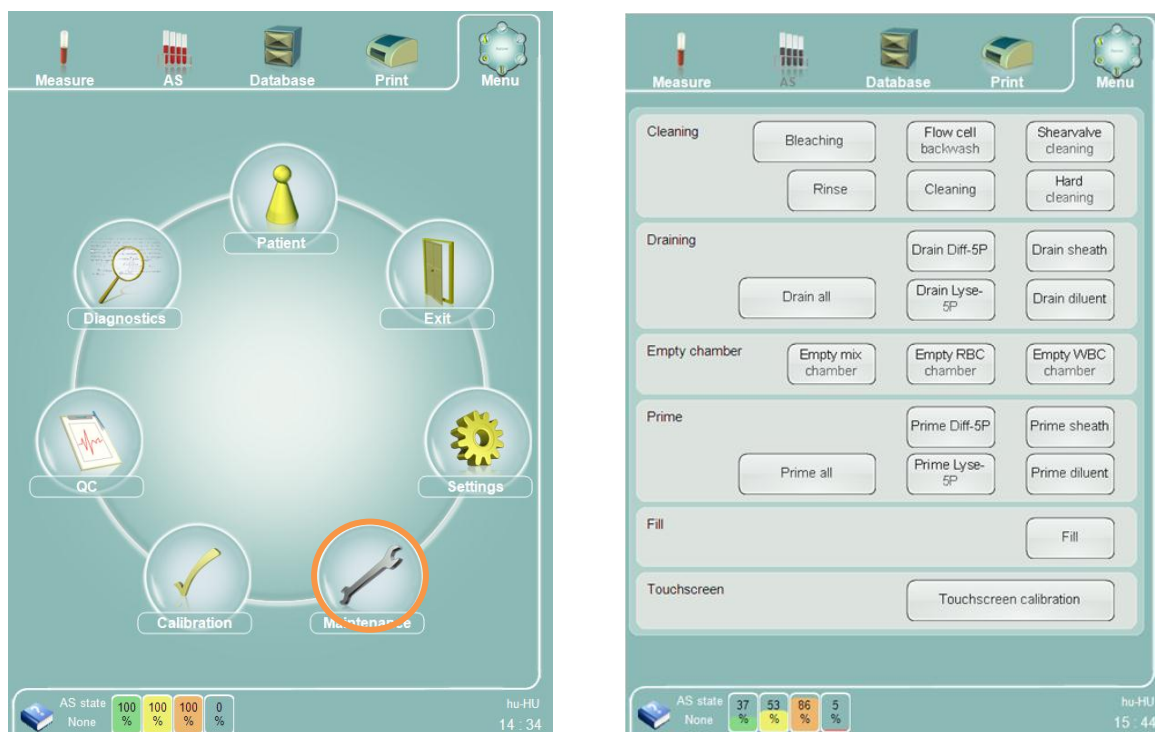 Measure AS Database Print Menu
Patient
Diagnostics Exit
QC Settings
Calibration Maintenance
AS state 100 100 100 0 hu-HU
None % % % % 14 : 34
Measure AS Database Print Menu
Cleaning Bleaching Flow cell Shearvalve
backwash cleaning
Rinse Cleaning Hard
cleaning
Draining Drain Diff-5P Drain sheath
Drain all Drain Lyse- Drain diluent
5P
Empty chamber Empty mix Empty RBC Empty WBC
chamber chamber chamber
Prime Prime Diff-5P Prime sheath
Prime all Prime Lyse- Prime diluent
5P
Fill Fill
Touchscreen Touchscreen calibration
AS state 37 53 86 5 hu-HU
None % % % % 15 : 44